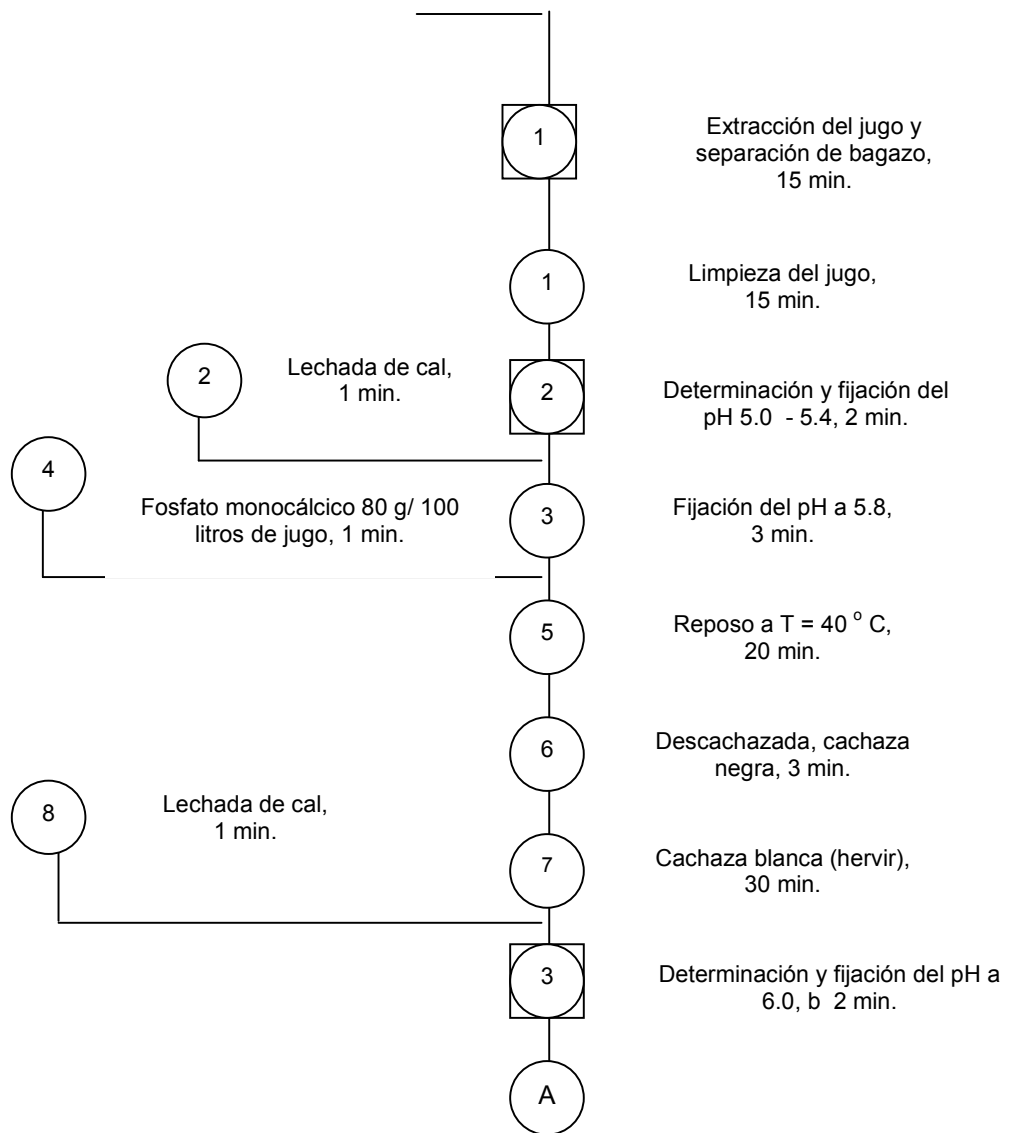 1
Extracción del jugo y
separación de bagazo,
15 min.
1
Limpieza del jugo,
15 min.
2
Lechada de cal,
1 min.
2
Determinación y fijación del
pH 5.0 - 5.4, 2 min.
4
Fosfato monocálcico 80 g/ 100
litros de jugo, 1 min.
3
Fijación del pH a 5.8,
3 min.
5
Reposo a T = 40 º C,
20 min.
6
Descachazada, cachaza
negra, 3 min.
8
Lechada de cal,
1 min.
7
Cachaza blanca (hervir),
30 min.
3
Determinación y fijación del pH a
6.0, b 2 min.
A